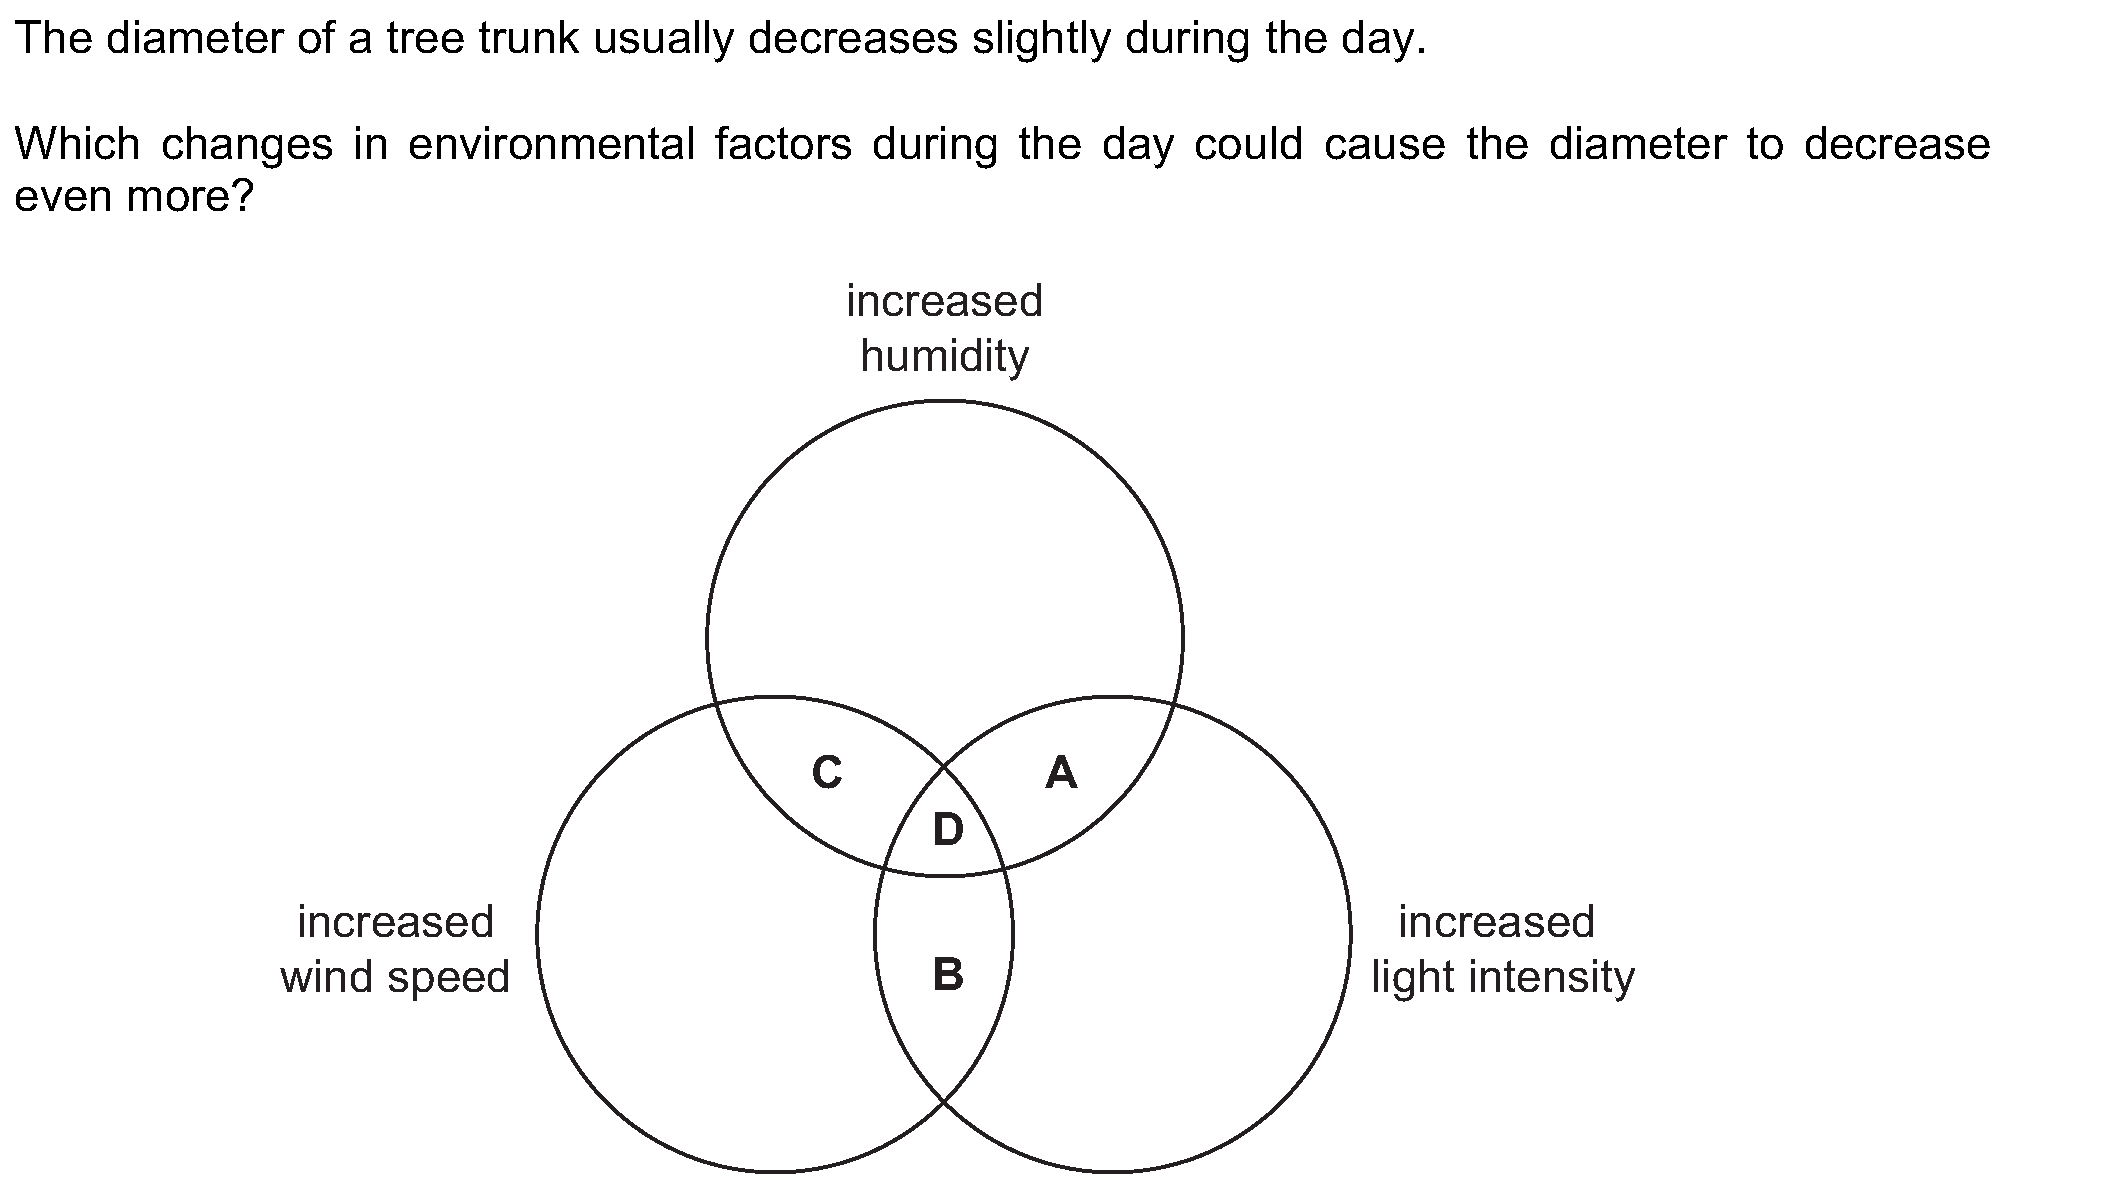 The diameter of a tree trunk usually decreases slightly during the day.
Which changes in environmental factors during the day could cause the diameter to decrease
even more?
increased
humidity
C
A
D
increased
wind speed
increased
light intensity
B